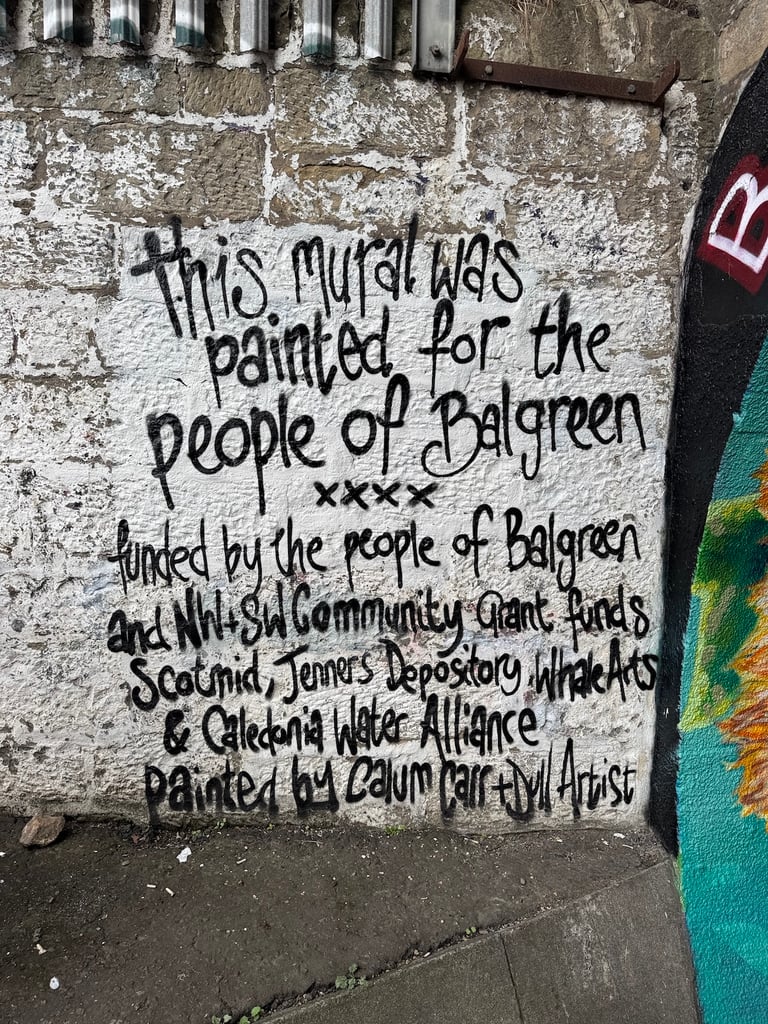 this mural was
painted for the
people of Balgreen
xxxx
funded by the people of Balgreen
and NW+SW Community Grant funds
Scotmid, Jenners Depository, WhaleArts
& Caledonia Water Alliance
painted by Calum Carr + Dull Artist
B